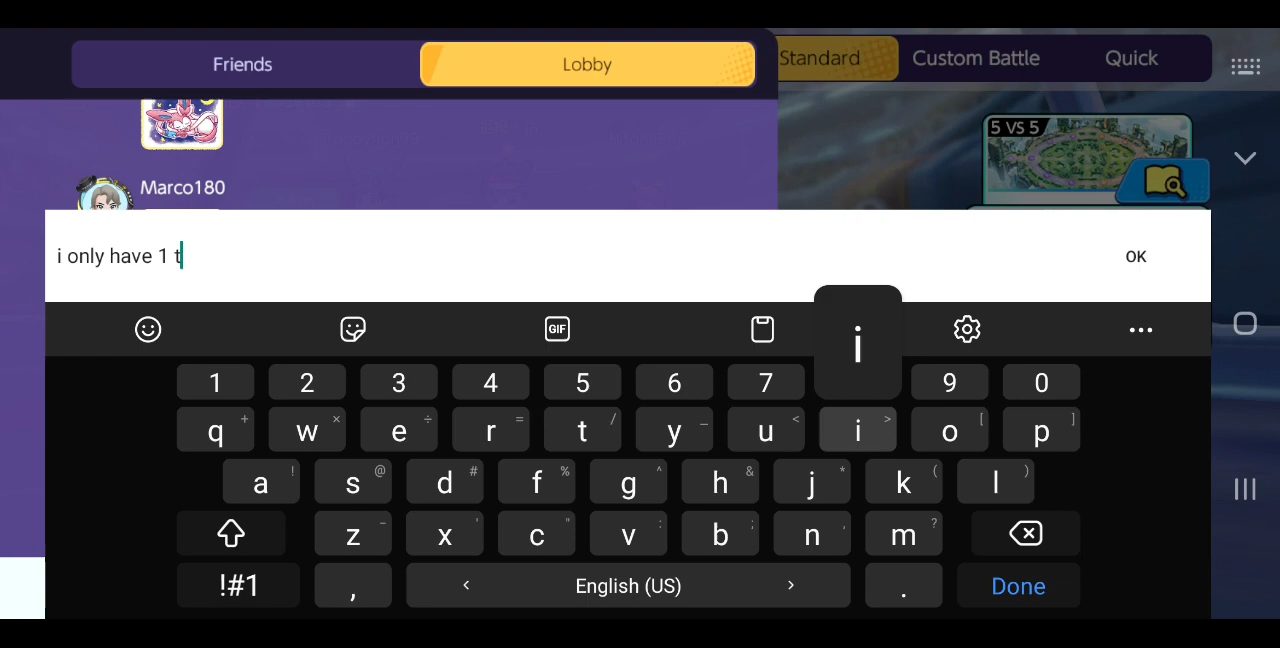 Friends
Lobby
Standard
Custom Battle
Quick
5 VS 5
Marco180
i only have 1 t
OK
GIF
i
1 2 3 4 5 6 7 9 0
q + w × e ÷ r = t / y _ u < i > o [ p ]
a ! s @ d # f % g ^ h & j * k ( l )
z - x ' c " v : b ; n , m ?
!#1 , < English (US) > . Done